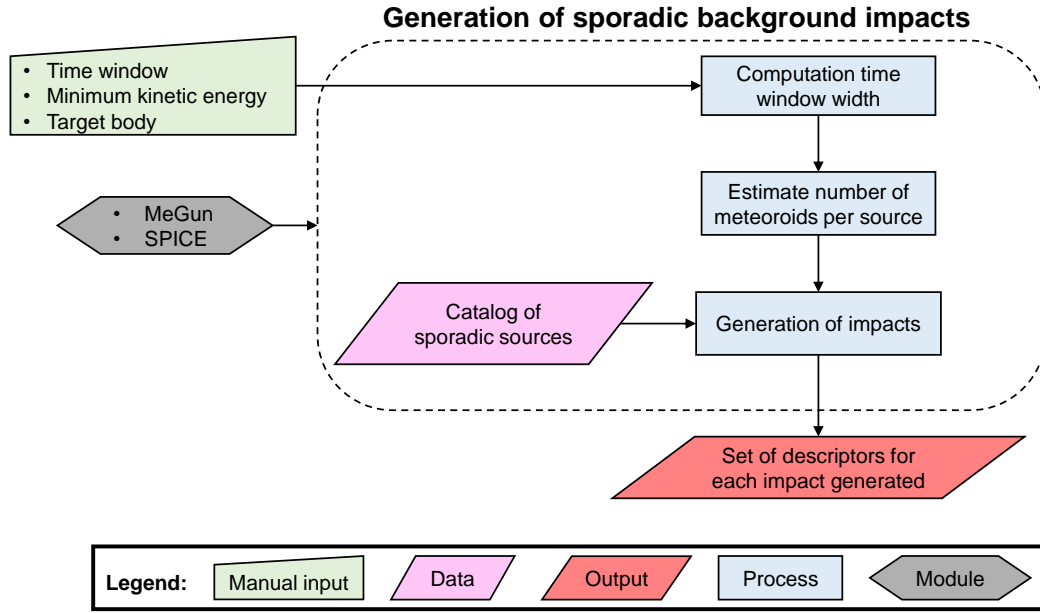 Generation of sporadic background impacts
• Time window
• Minimum kinetic energy
• Target body
Computation time
window width
• MeGun
• SPICE
Estimate number of
meteoroids per source
Catalog of
sporadic sources
Generation of impacts
Set of descriptors for
each impact generated
Legend:
Manual input
Data
Output
Process
Module